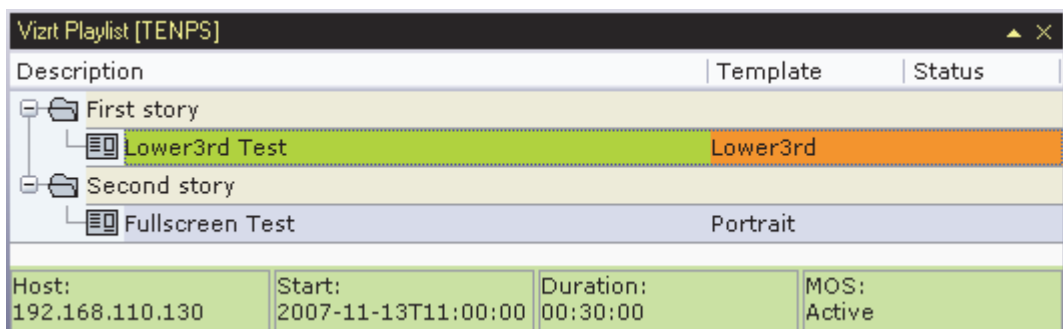 Vizrt Playlist [TENPS]
Description Template Status
First story
Lower3rd Test Lower3rd
Second story
Fullscreen Test Portrait
Host: Start: Duration: MOS:
192.168.110.130 2007-11-13T11:00:00 00:30:00 Active